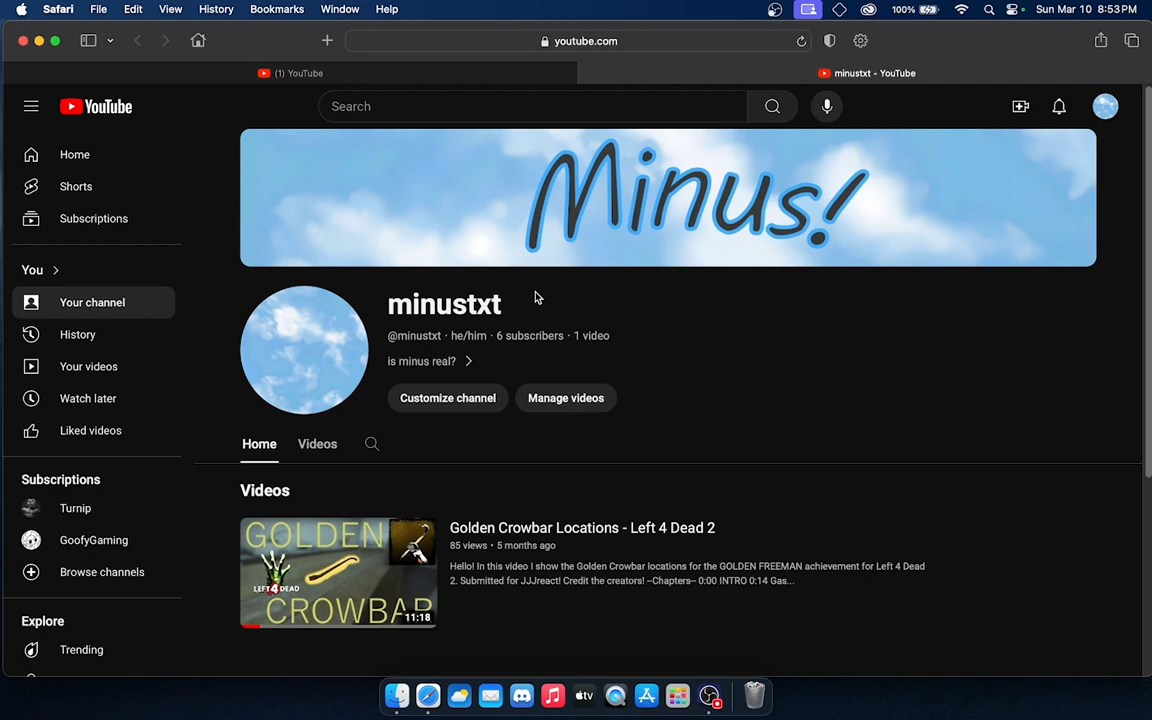 Safari File Edit View History Bookmarks Window Help 100% Sun Mar 10 8:53 PM
youtube.com
(1) YouTube
minustxt - YouTube
YouTube
Search
Home
Shorts
Subscriptions
You
Your channel
History
Your videos
Watch later
Liked videos
Subscriptions
Turnip
GoofyGaming
Browse channels
Explore
Trending
Minus!
minustxt
@minustxt · he/him · 6 subscribers · 1 video
is minus real?
Customize channel Manage videos
Home Videos
Videos
GOLDEN
LEFT 4 DEAD
CROWBAR
11:18
Golden Crowbar Locations - Left 4 Dead 2
85 views · 5 months ago
Hello! In this video I show the Golden Crowbar locations for the GOLDEN FREEMAN achievement for Left 4 Dead
2. Submitted for JJJreact! Credit the creators! –Chapters– 0:00 INTRO 0:14 Gas...
tv